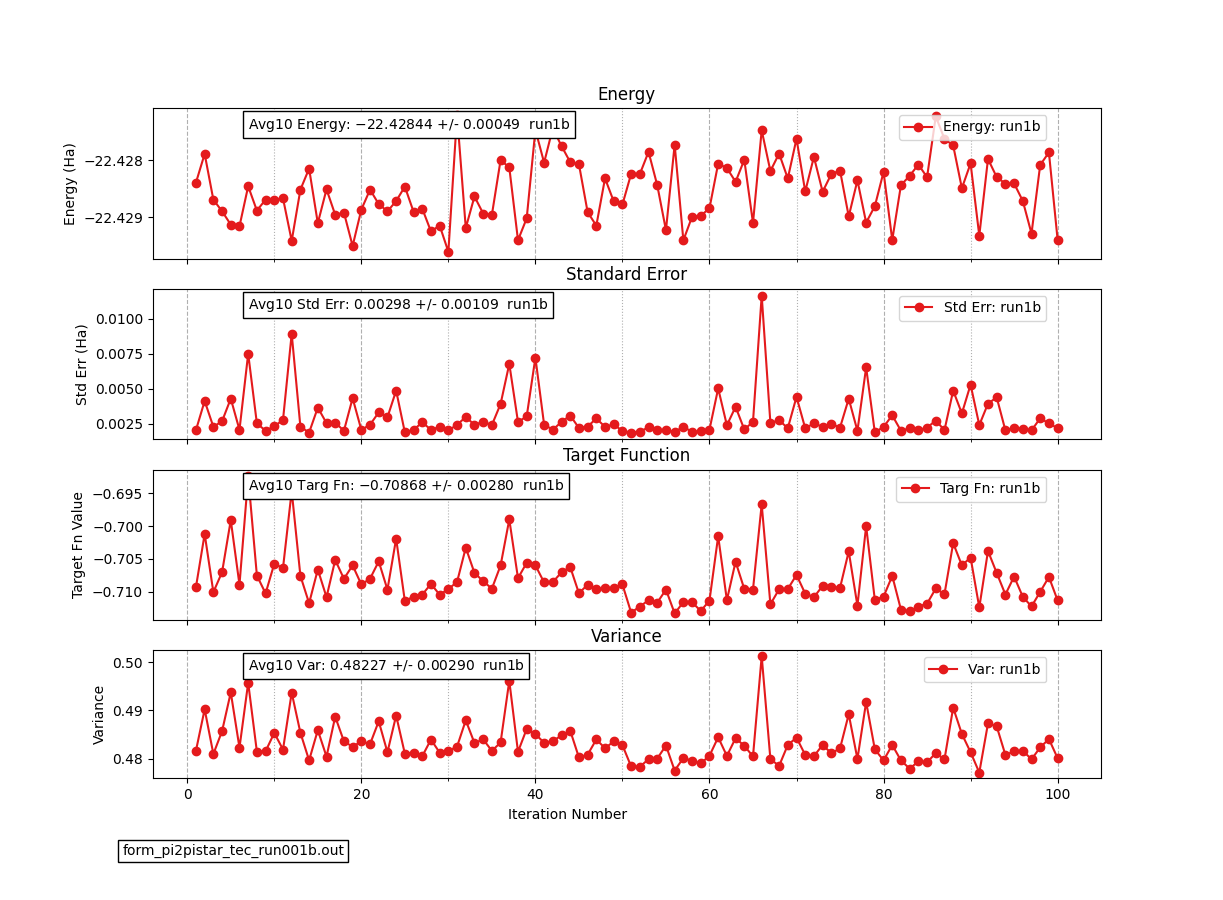 Energy
Avg10 Energy: −22.42844 +/- 0.00049 run1b
Energy: run1b
Energy (Ha)
−22.428
−22.429
Standard Error
Avg10 Std Err: 0.00298 +/- 0.00109 run1b
Std Err: run1b
Std Err (Ha)
0.0100
0.0075
0.0050
0.0025
Target Function
Avg10 Targ Fn: −0.70868 +/- 0.00280 run1b
Targ Fn: run1b
Target Fn Value
−0.695
−0.700
−0.705
−0.710
Variance
Avg10 Var: 0.48227 +/- 0.00290 run1b
Var: run1b
Variance
0.50
0.49
0.48
0 20 40 60 80 100
Iteration Number
form_pi2pistar_tec_run001b.out